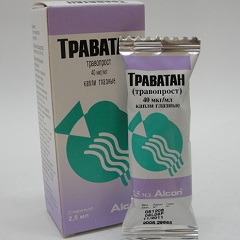 ТРАВАТАН
травопрост
40 мкг/мл
капли глазные
2,5 мл
Alcon
ТРАВАТАН
(травопрост)
40 мкг/мл
капли глазные
Alcon